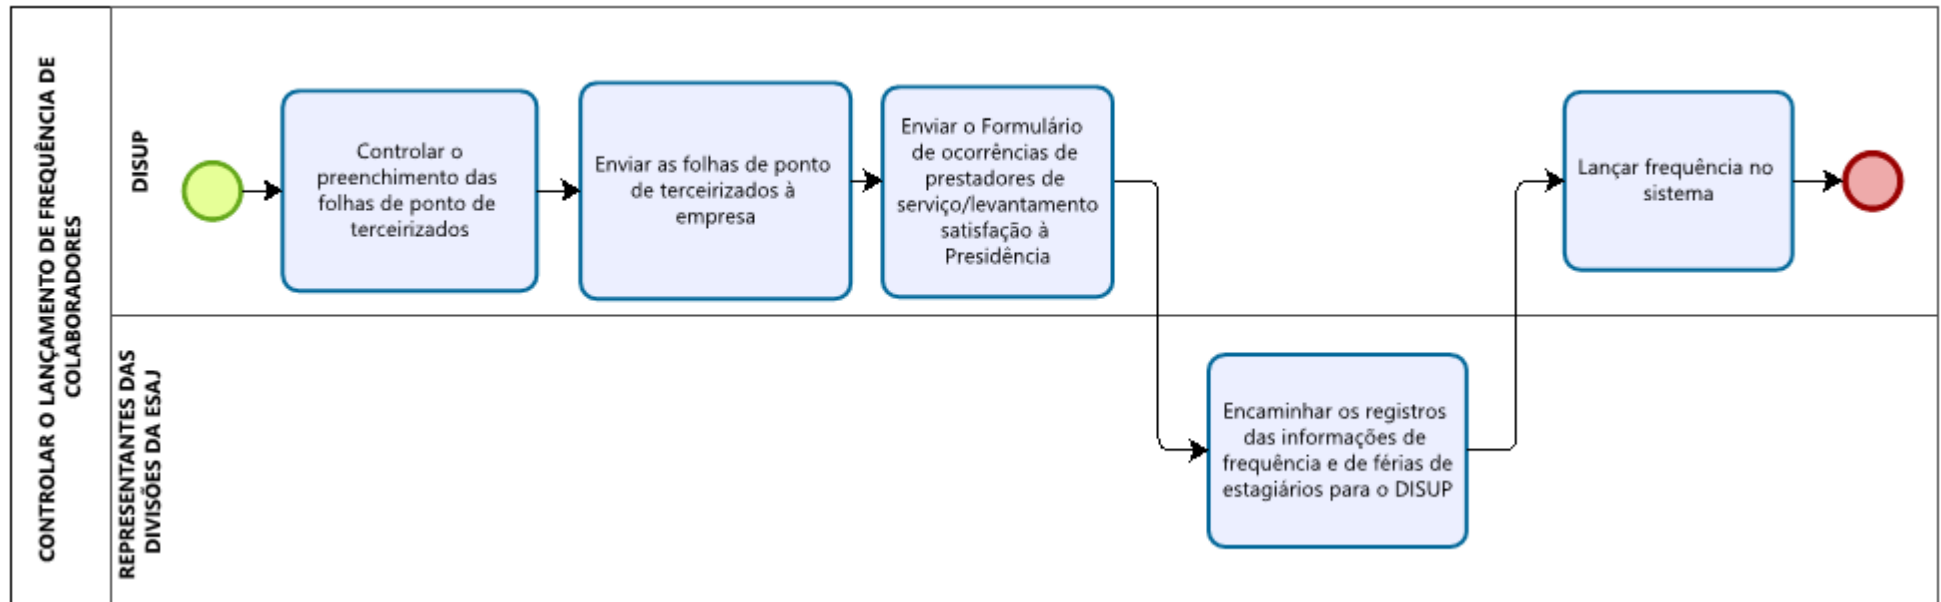 CONTROLAR O LANÇAMENTO DE FREQUÊNCIA DE
COLABORADORES
DISUP
Controlar o
preenchimento das
folhas de ponto de
terceirizados
Enviar as folhas de ponto
de terceirizados à
empresa
Enviar o Formulário
de ocorrências de
prestadores de
serviço/levantamento
satisfação à
Presidência
Lançar frequência no
sistema
REPRESENTANTES DAS
DIVISÕES DA ESAJ
Encaminhar os registros
das informações de
frequência e de férias de
estagiários para o DISUP